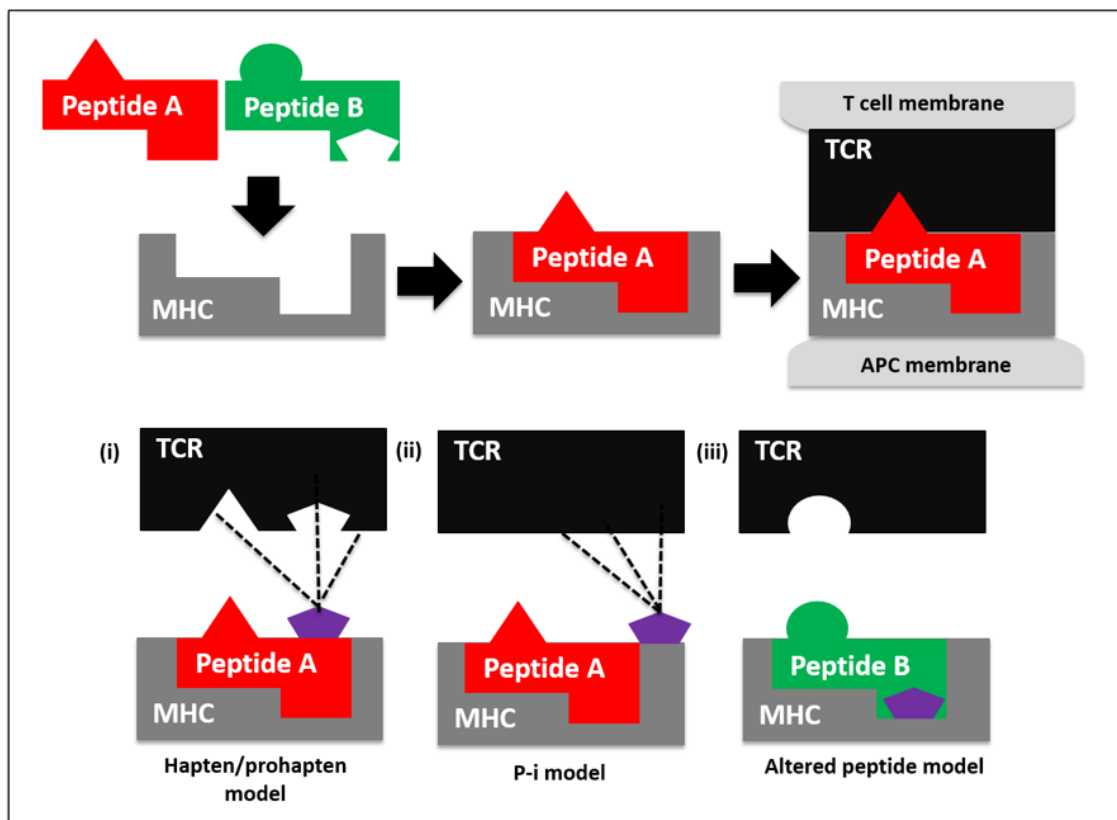 Peptide A
Peptide B
MHC
Peptide A
MHC
T cell membrane
TCR
Peptide A
MHC
APC membrane
(i)
TCR
Peptide A
MHC
Hapten/prohapten
model
(ii)
TCR
Peptide A
MHC
P-i model
(iii)
TCR
Peptide B
MHC
Altered peptide model